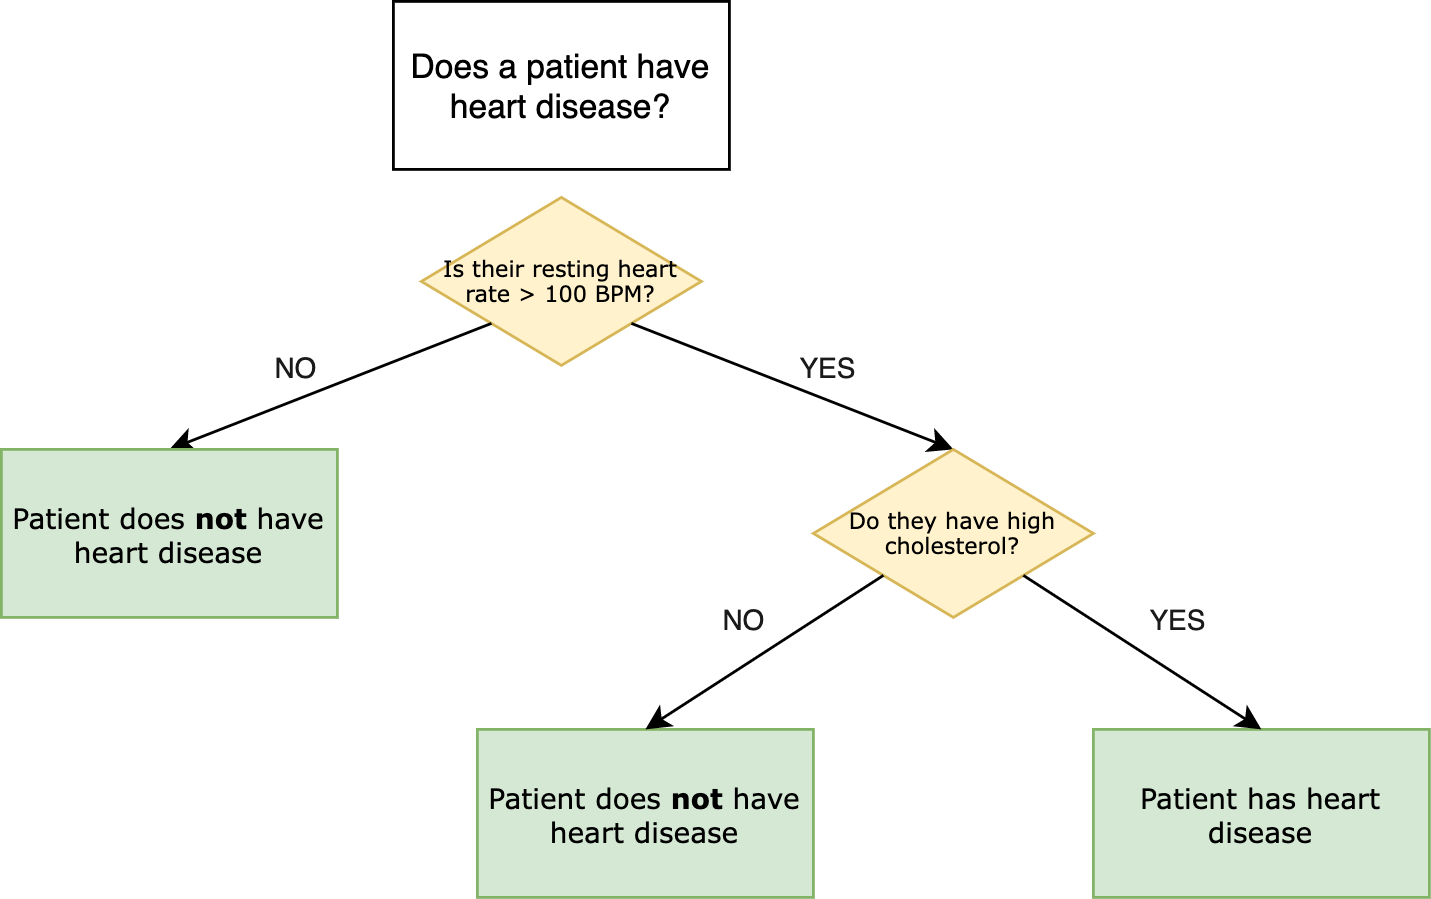 Does a patient have
heart disease?
Is their resting heart
rate > 100 BPM?
NO
YES
Patient does not have
heart disease
Do they have high
cholesterol?
NO
YES
Patient does not have
heart disease
Patient has heart
disease